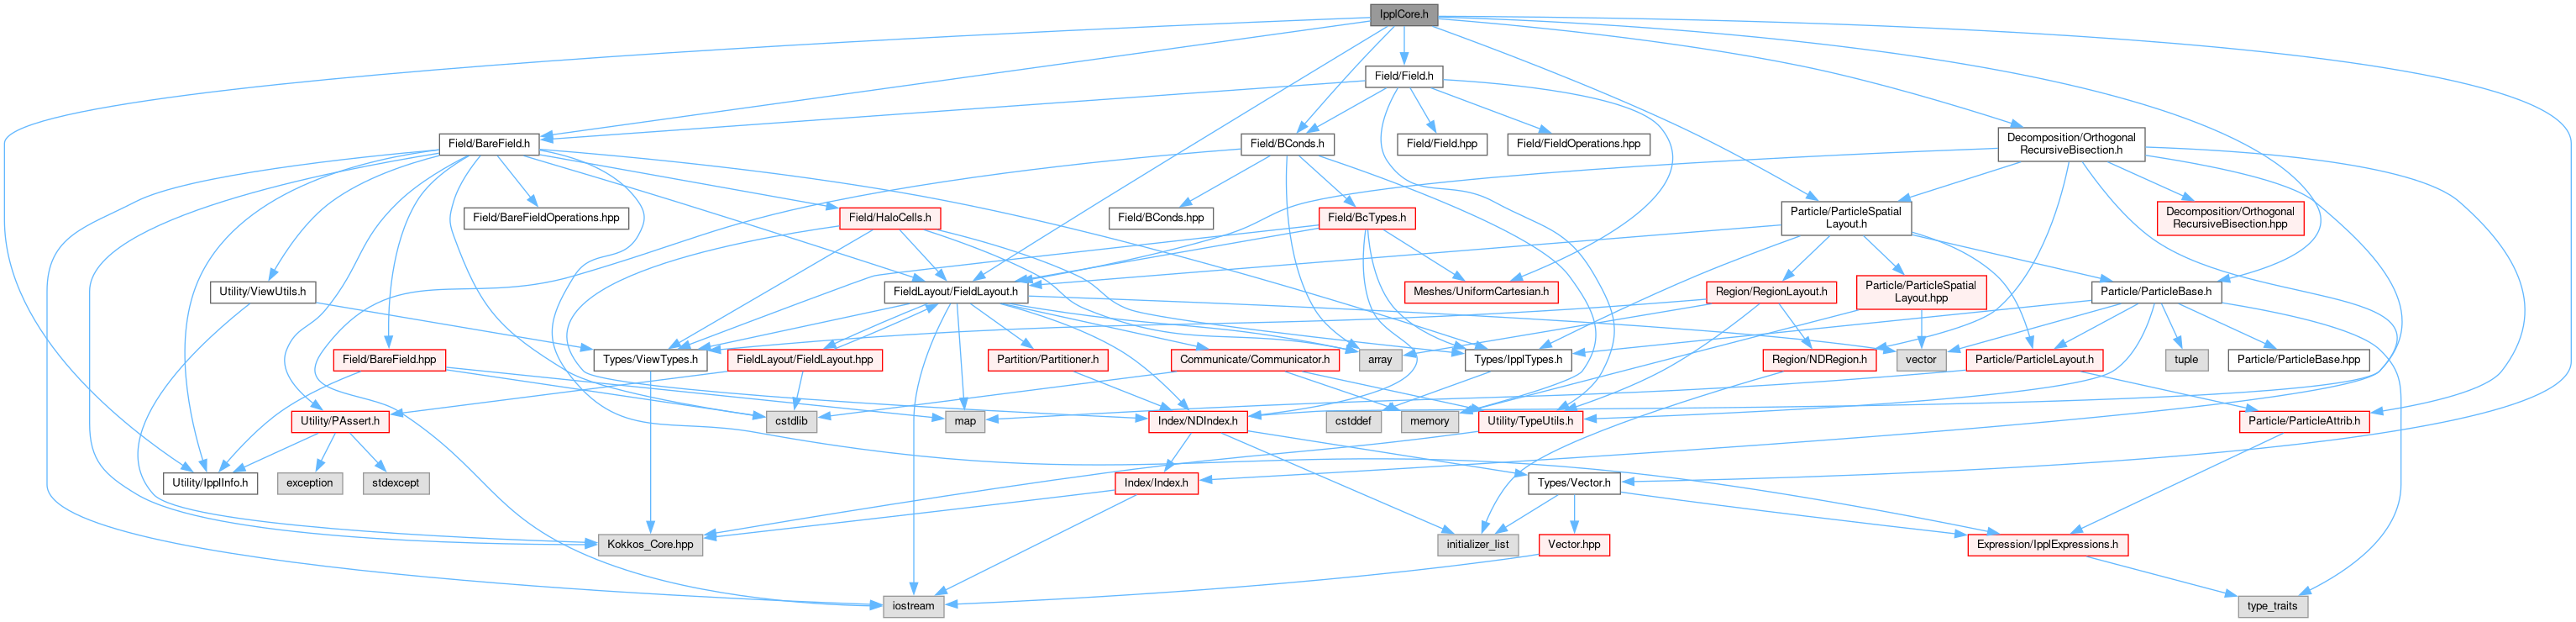 IpplCore.h
Field/Field.h
Field/BareField.h
Field/BConds.h
Field/Field.hpp
Field/FieldOperations.hpp
Decomposition/Orthogonal
RecursiveBisection.h
Field/BareFieldOperations.hpp
Field/HaloCells.h
Field/BConds.hpp
Field/BcTypes.h
Particle/ParticleSpatial
Layout.h
Decomposition/Orthogonal
RecursiveBisection.hpp
Utility/ViewUtils.h
FieldLayout/FieldLayout.h
Meshes/UniformCartesian.h
Region/RegionLayout.h
Particle/ParticleSpatial
Layout.hpp
Particle/ParticleBase.h
Field/BareField.hpp
Types/ViewTypes.h
FieldLayout/FieldLayout.hpp
Partition/Partitioner.h
Communicate/Communicator.h
array
Types/IpplTypes.h
Region/NDRegion.h
vector
Particle/ParticleLayout.h
tuple
Particle/ParticleBase.hpp
Utility/PAssert.h
cstdlib
map
Index/NDIndex.h
cstddef
memory
Utility/TypeUtils.h
Particle/ParticleAttrib.h
Utility/IpplInfo.h
exception
stdexcept
Index/Index.h
Types/Vector.h
Kokkos_Core.hpp
initializer_list
Vector.hpp
Expression/IpplExpressions.h
iostream
type_traits